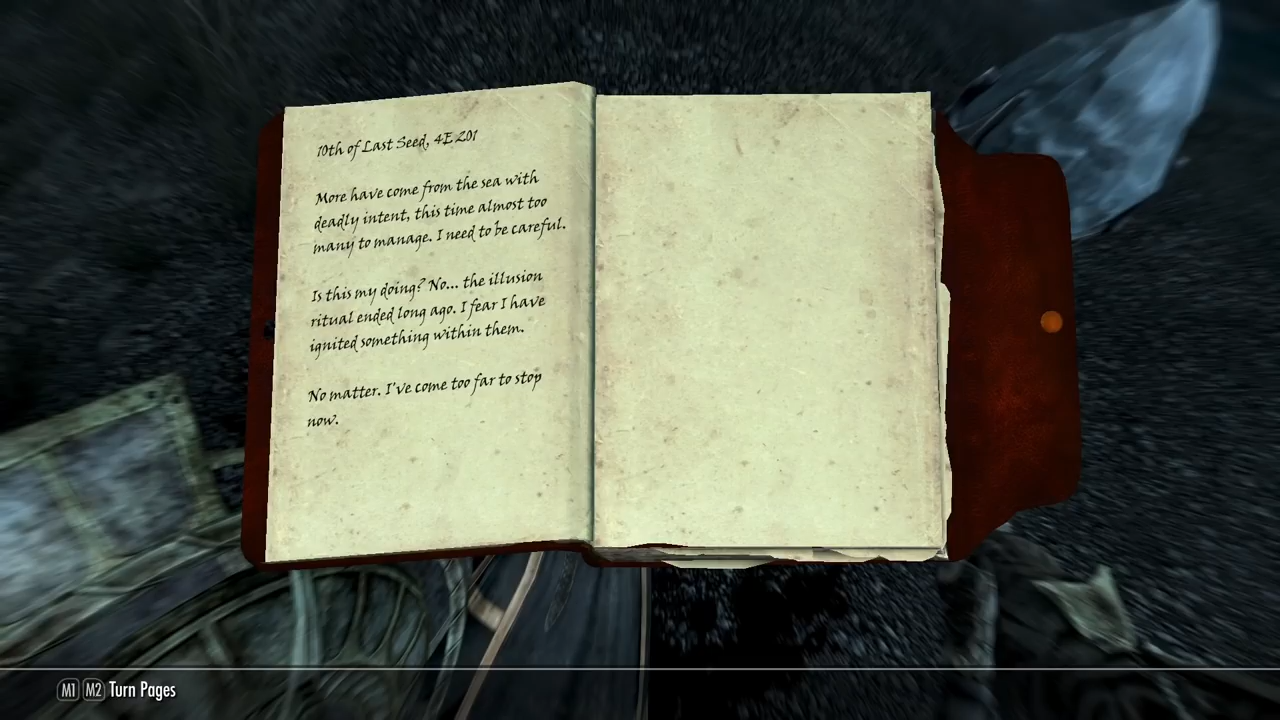 10th of Last Seed, 4E 201
More have come from the sea with
deadly intent, this time almost too
many to manage. I need to be careful.
Is this my doing? No... the illusion
ritual ended long ago. I fear I have
ignited something within them.
No matter. I've come too far to stop
now.
M1 M2 Turn Pages